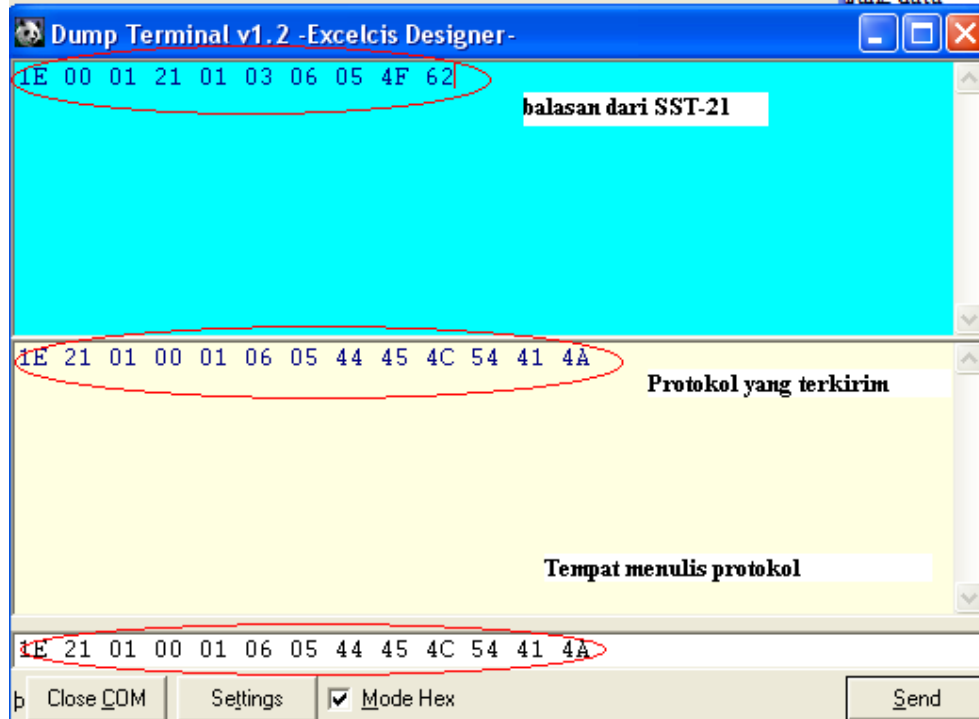 Dump Terminal v1.2 -Excelcis Designer-
1E 00 01 21 01 03 06 05 4F 62
balasan dari SST-21
1E 21 01 00 01 06 05 44 45 4C 54 41 4A
Protokol yang terkirim
Tempat menulis protokol
1E 21 01 00 01 06 05 44 45 4C 54 41 4A
þ Close COM Settings Mode Hex Send